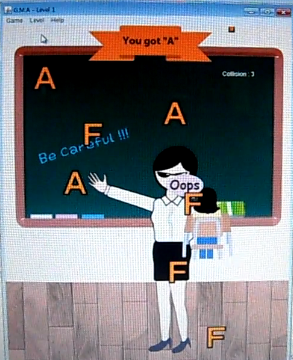 G.M.A - Level 1
Game Level Help
You got "A"
Collision : 3
A
A
F
Be Careful !!!
A
Oops
F
F
F